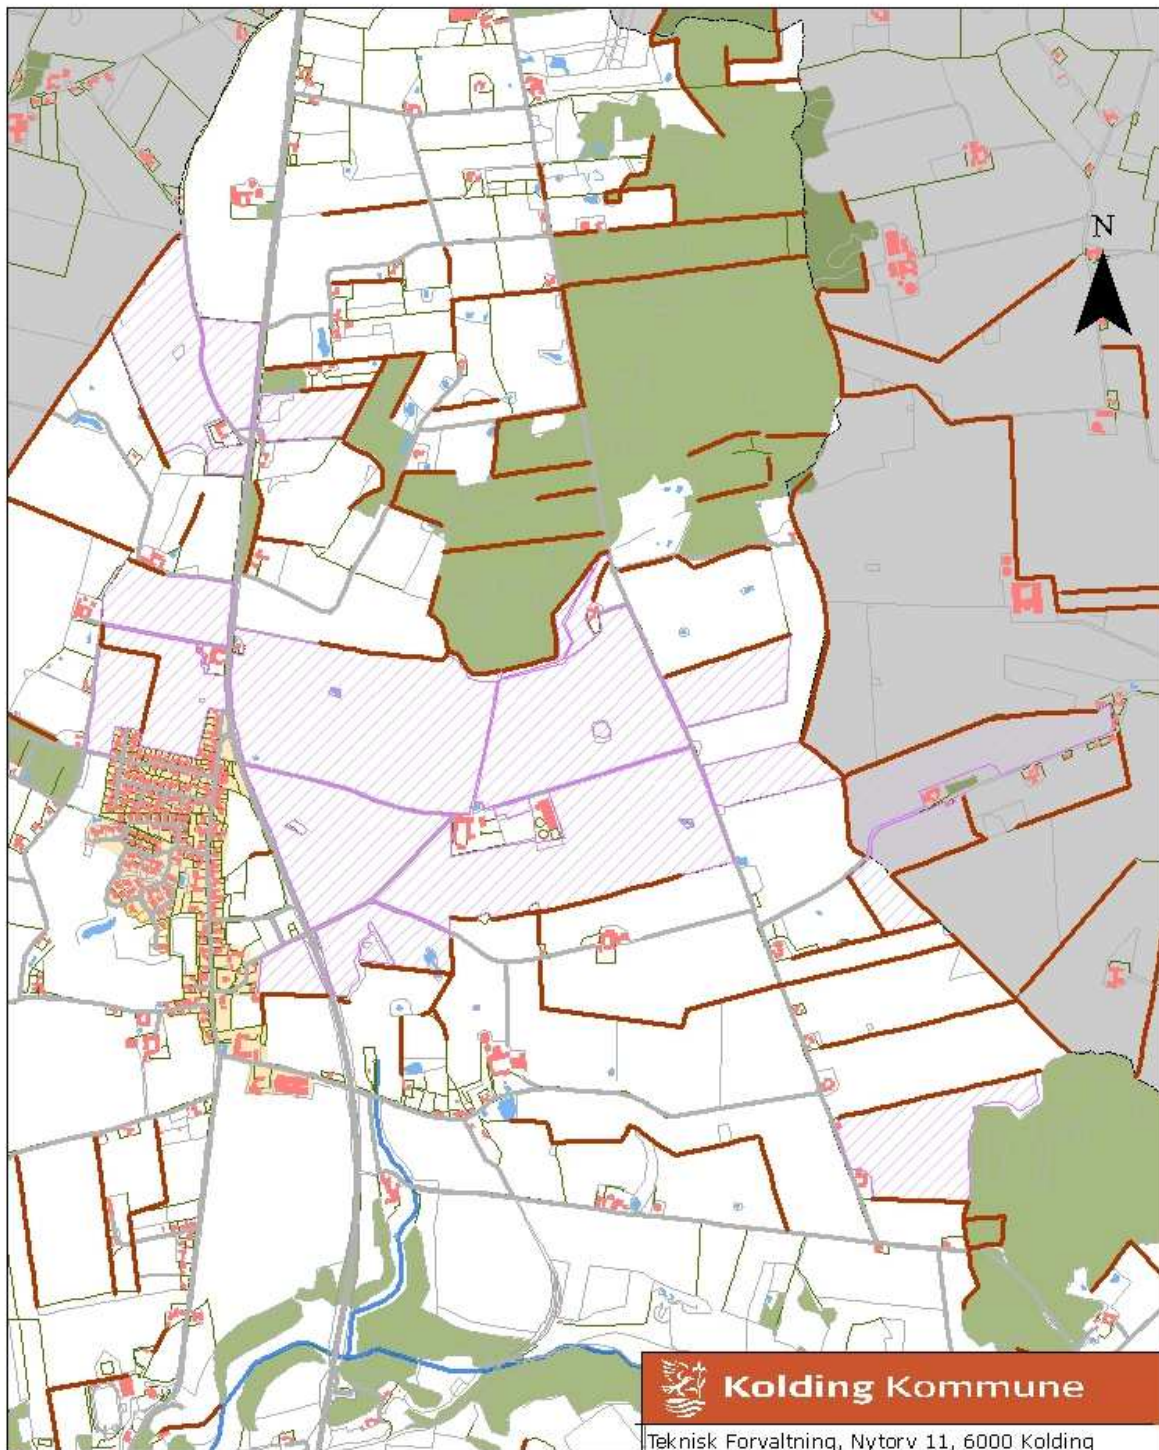 N
Kolding Kommune
Teknisk Forvaltning, Nytorv 11, 6000 Kolding